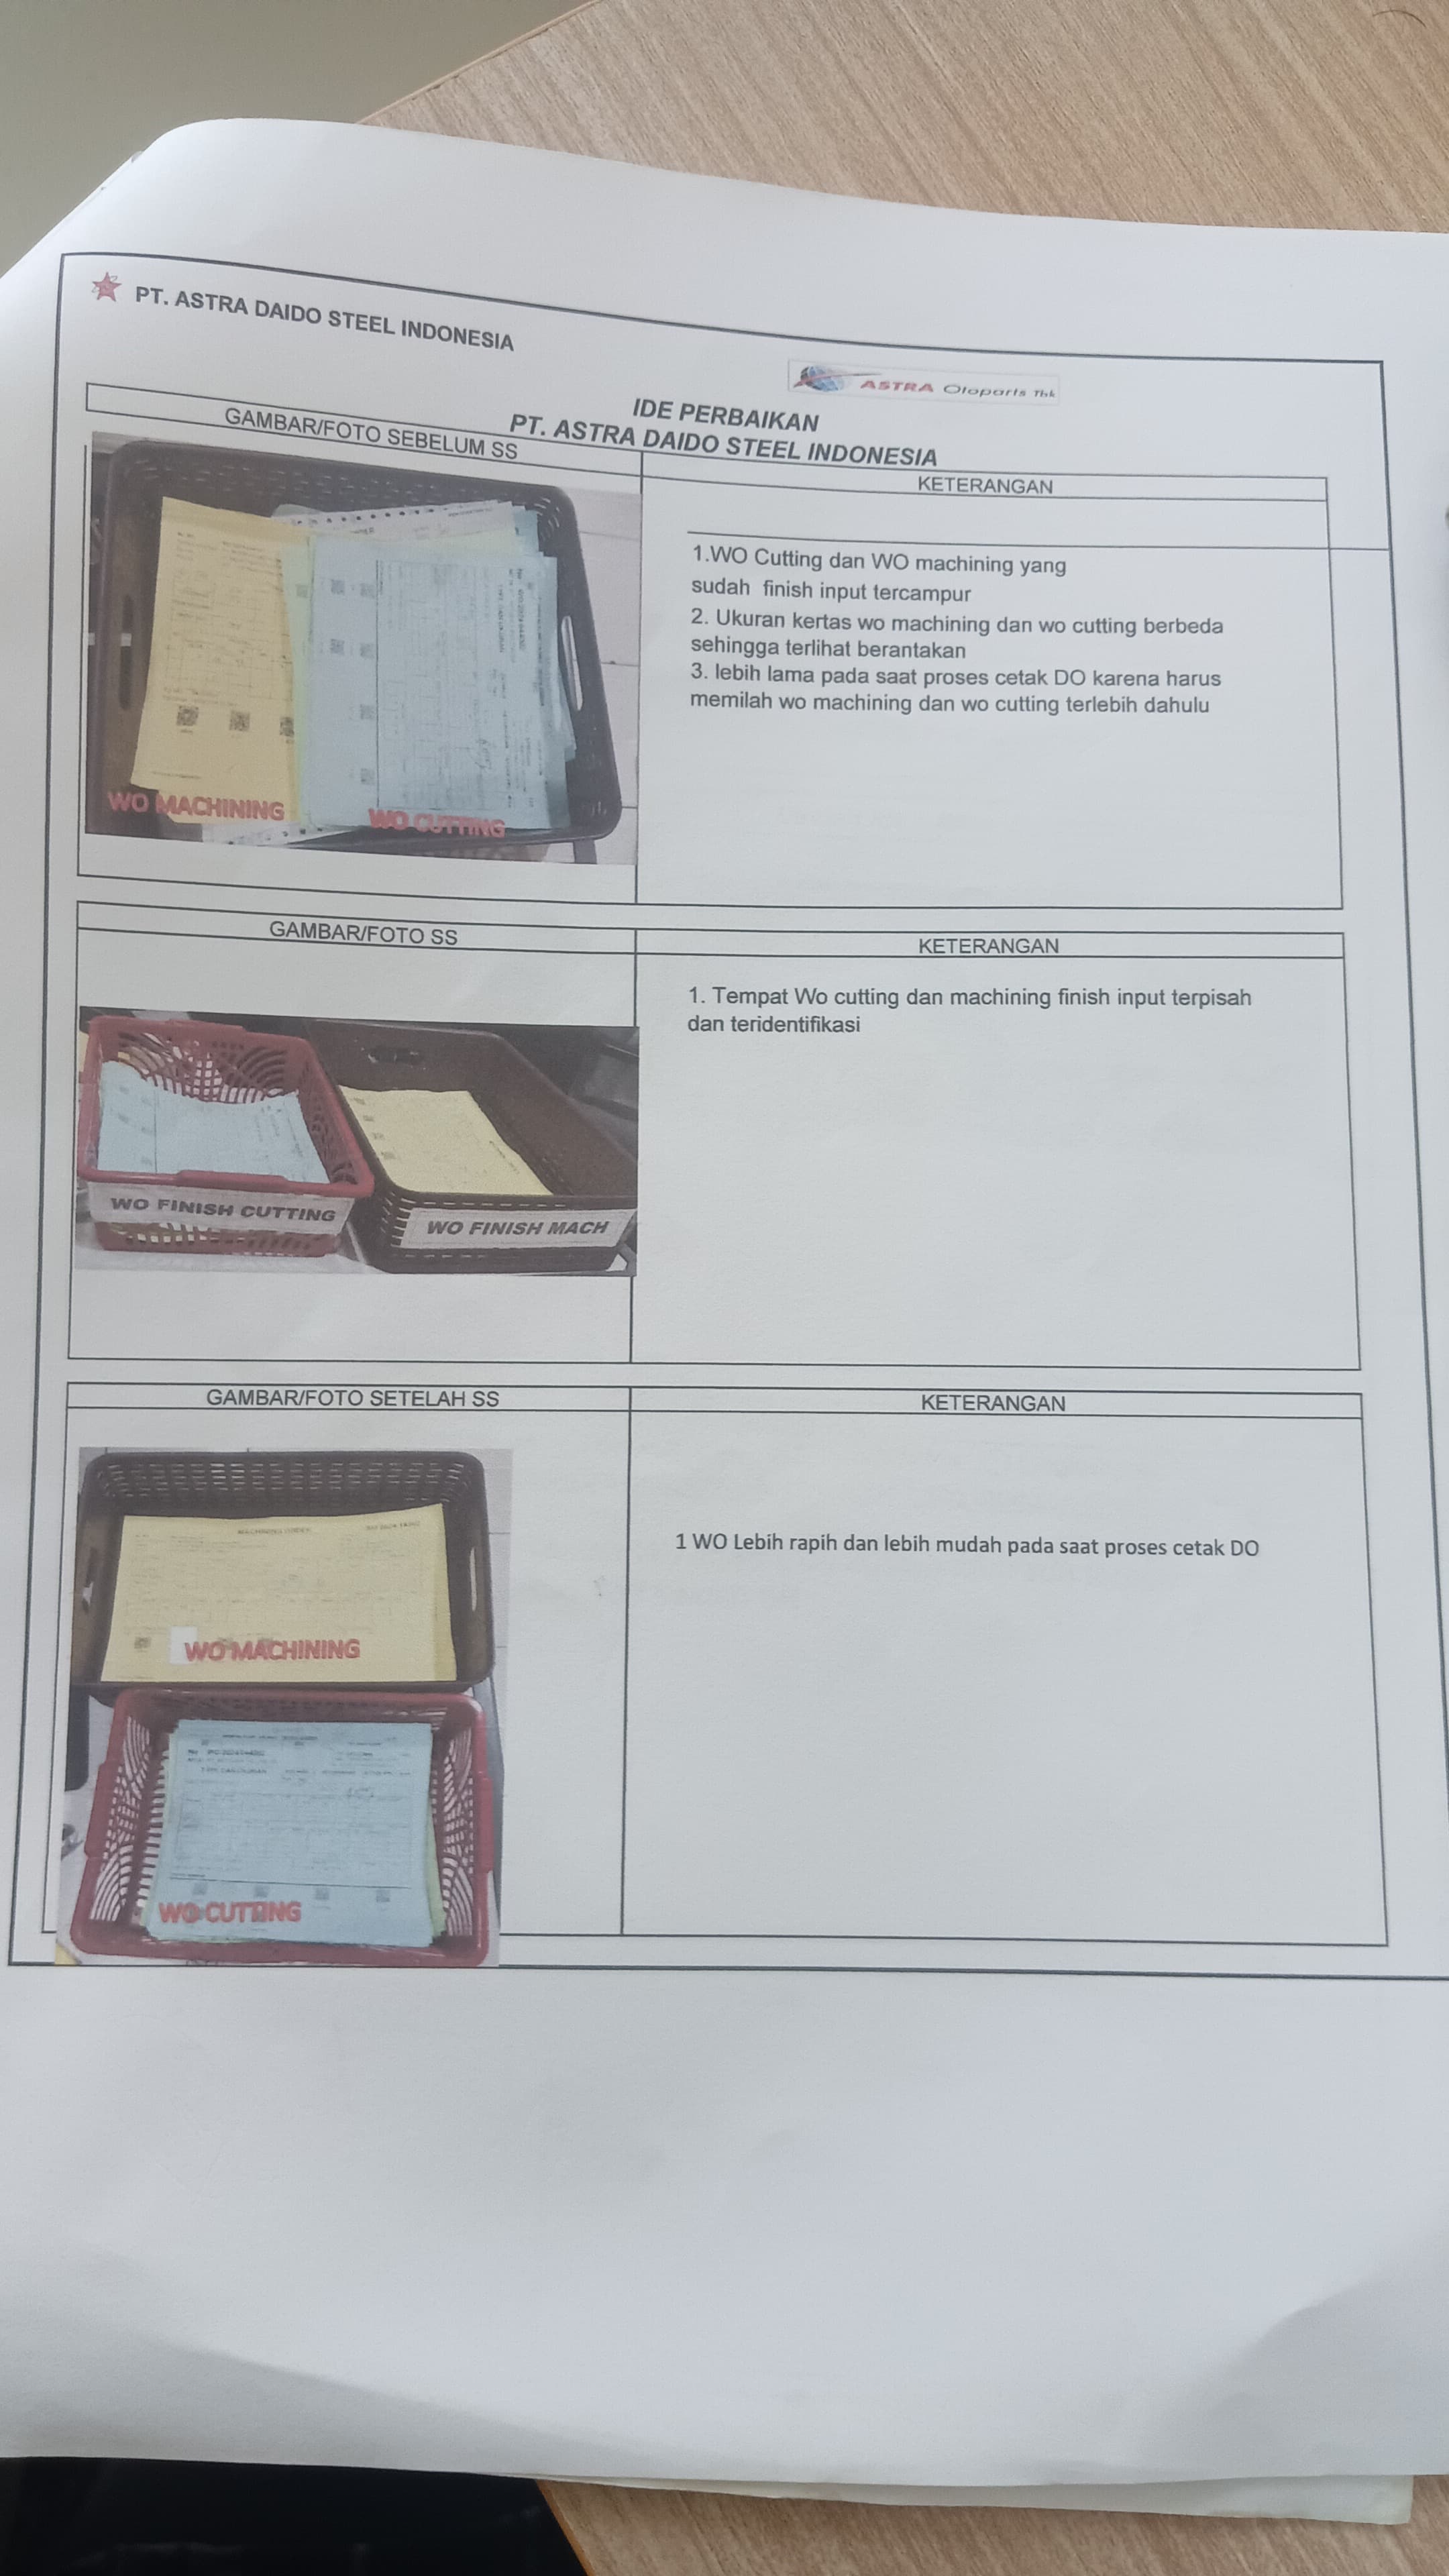 PT. ASTRA DAIDO STEEL INDONESIA
ASTRA Otoparts Tbk
IDE PERBAIKAN
PT. ASTRA DAIDO STEEL INDONESIA
GAMBAR/FOTO SEBELUM SS
KETERANGAN
WO MACHINING
WO CUTTING
1.WO Cutting dan WO machining yang
sudah finish input tercampur
2. Ukuran kertas wo machining dan wo cutting berbeda
sehingga terlihat berantakan
3. lebih lama pada saat proses cetak DO karena harus
memilah wo machining dan wo cutting terlebih dahulu
GAMBAR/FOTO SS
KETERANGAN
WO FINISH CUTTING
WO FINISH MACH
1. Tempat Wo cutting dan machining finish input terpisah
dan teridentifikasi
GAMBAR/FOTO SETELAH SS
KETERANGAN
MACHINING ORDER
WO MACHINING
WO CUTTING
1 WO Lebih rapih dan lebih mudah pada saat proses cetak DO